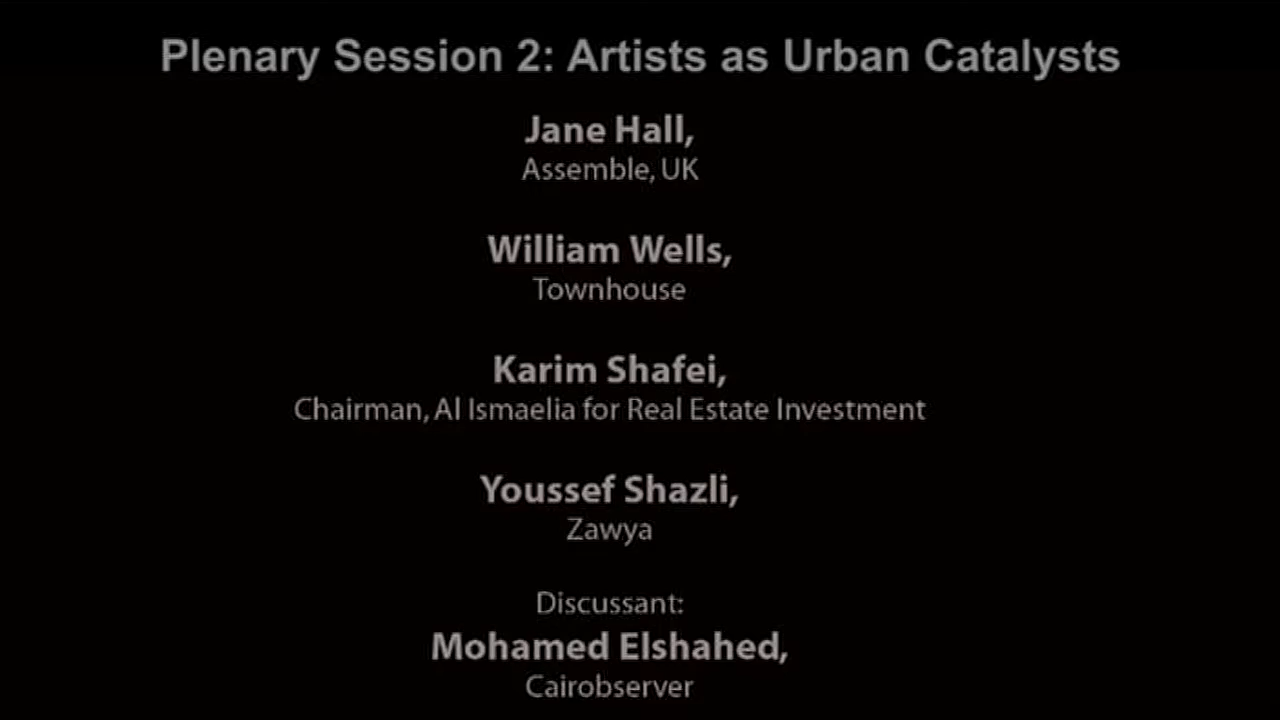 Plenary Session 2: Artists as Urban Catalysts
Jane Hall,
Assemble, UK
William Wells,
Townhouse
Karim Shafei,
Chairman, Al Ismaelia for Real Estate Investment
Youssef Shazli,
Zawya
Discussant:
Mohamed Elshahed,
Cairobserver